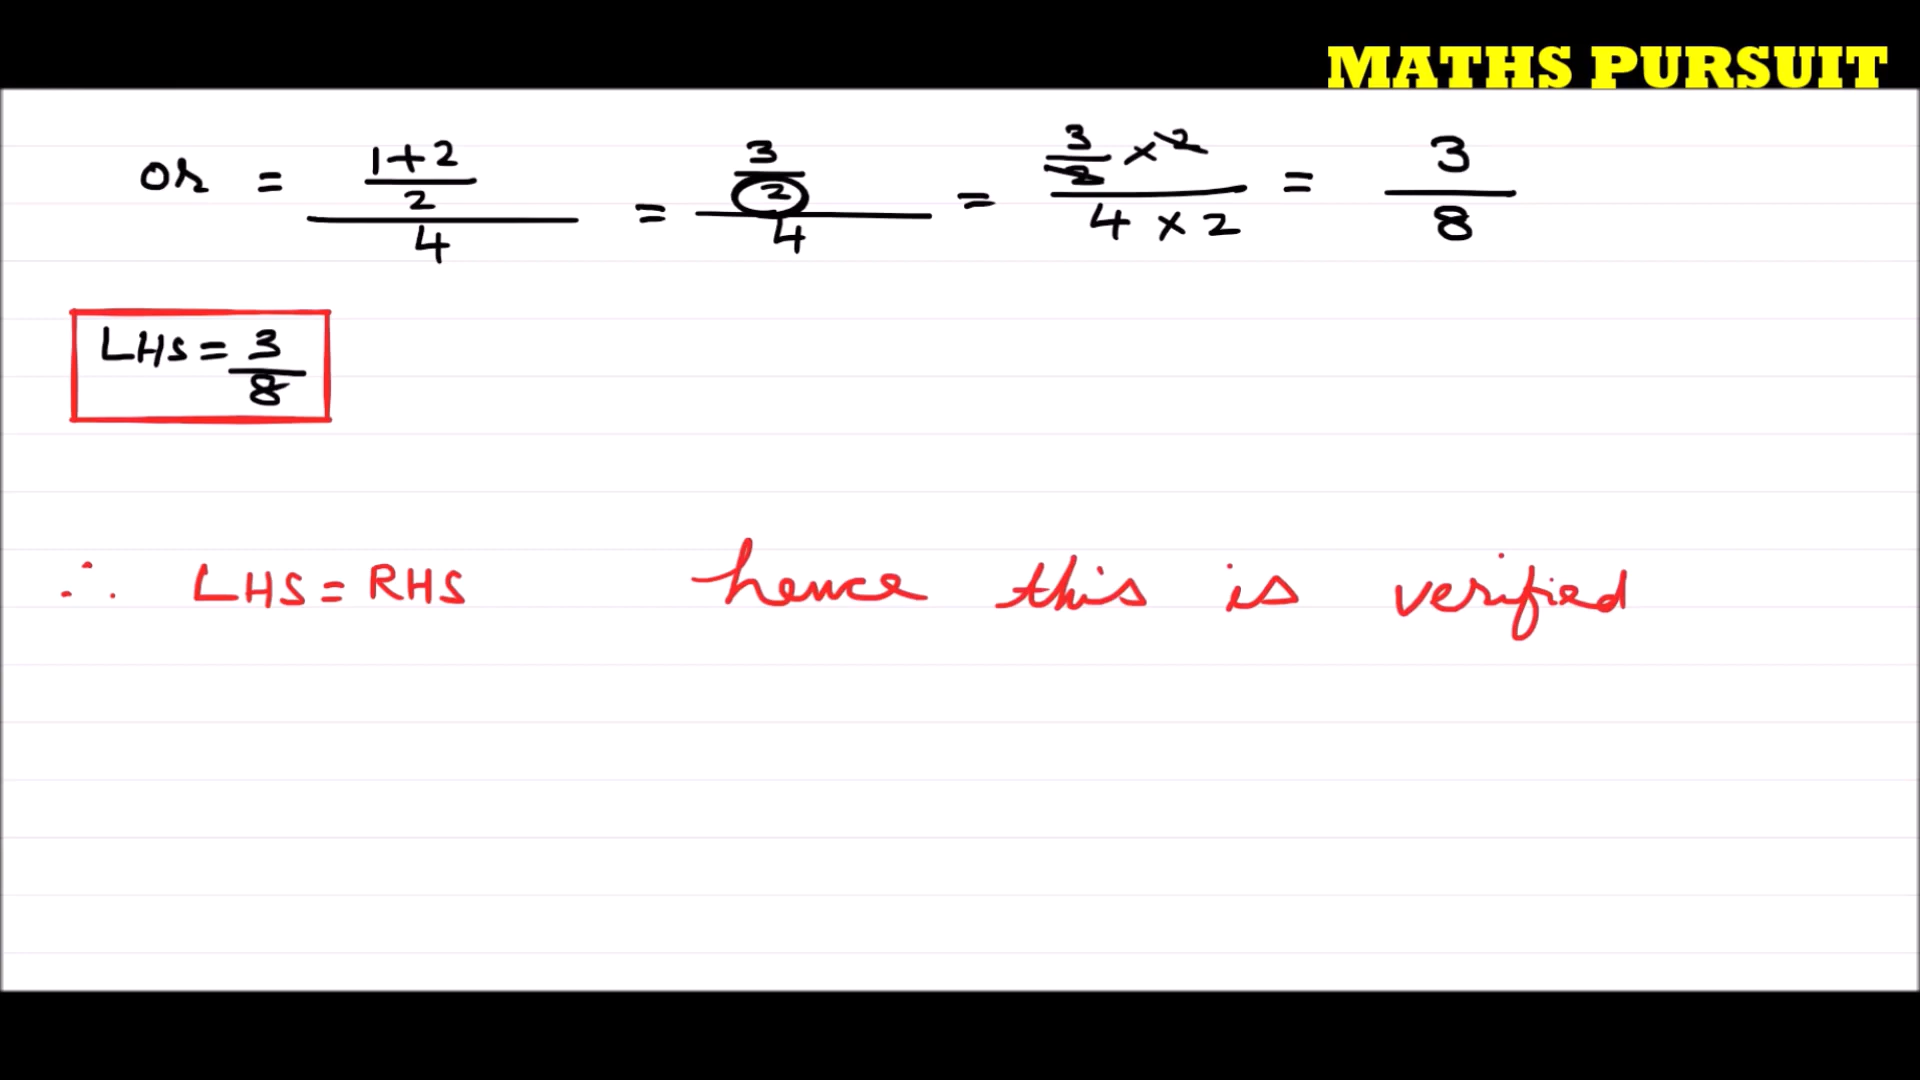 MATHS PURSUIT
or = ((1+2)/2)/4 = (3/2)/4 = (3/2 × 2)/(4 × 2) = 3/8
LHS = 3/8
∴ LHS = RHS hence this is verified